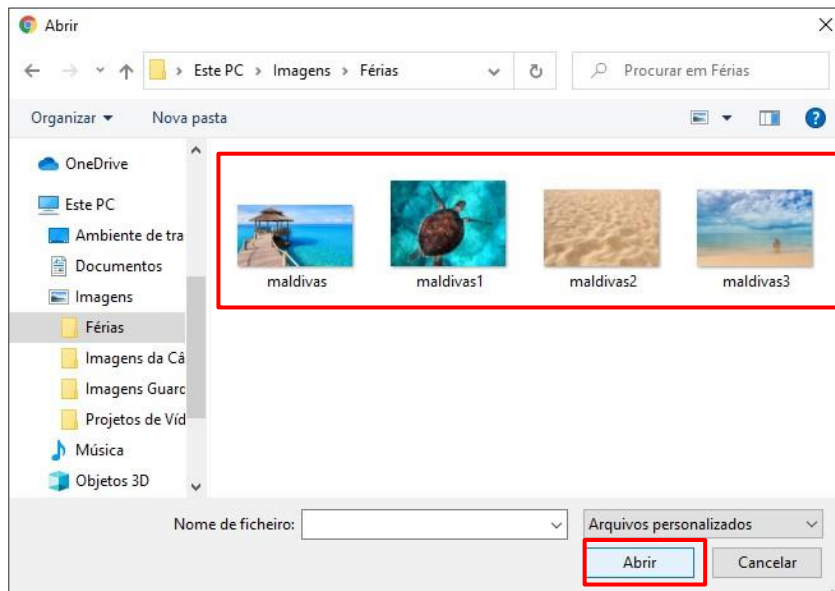 Abrir
Este PC > Imagens > Férias
Procurar em Férias
Organizar
Nova pasta
OneDrive
Este PC
Ambiente de tra
Documentos
Imagens
Férias
Imagens da Câ
Imagens Guarc
Projetos de Víd
Música
Objetos 3D
maldivas
maldivas1
maldivas2
maldivas3
Nome de ficheiro:
Arquivos personalizados
Abrir
Cancelar